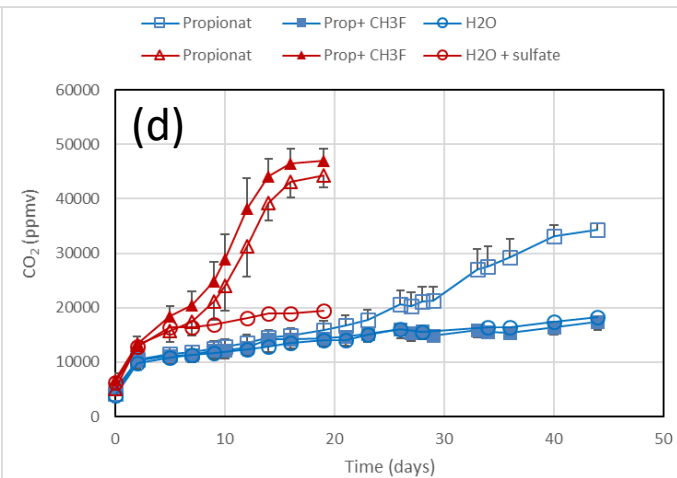 Propionat Prop+ CH3F H2O
Propionat Prop+ CH3F H2O + sulfate
(d)
60000
50000
40000
30000
20000
10000
0
CO2 (ppmv)
0 10 20 30 40 50
Time (days)